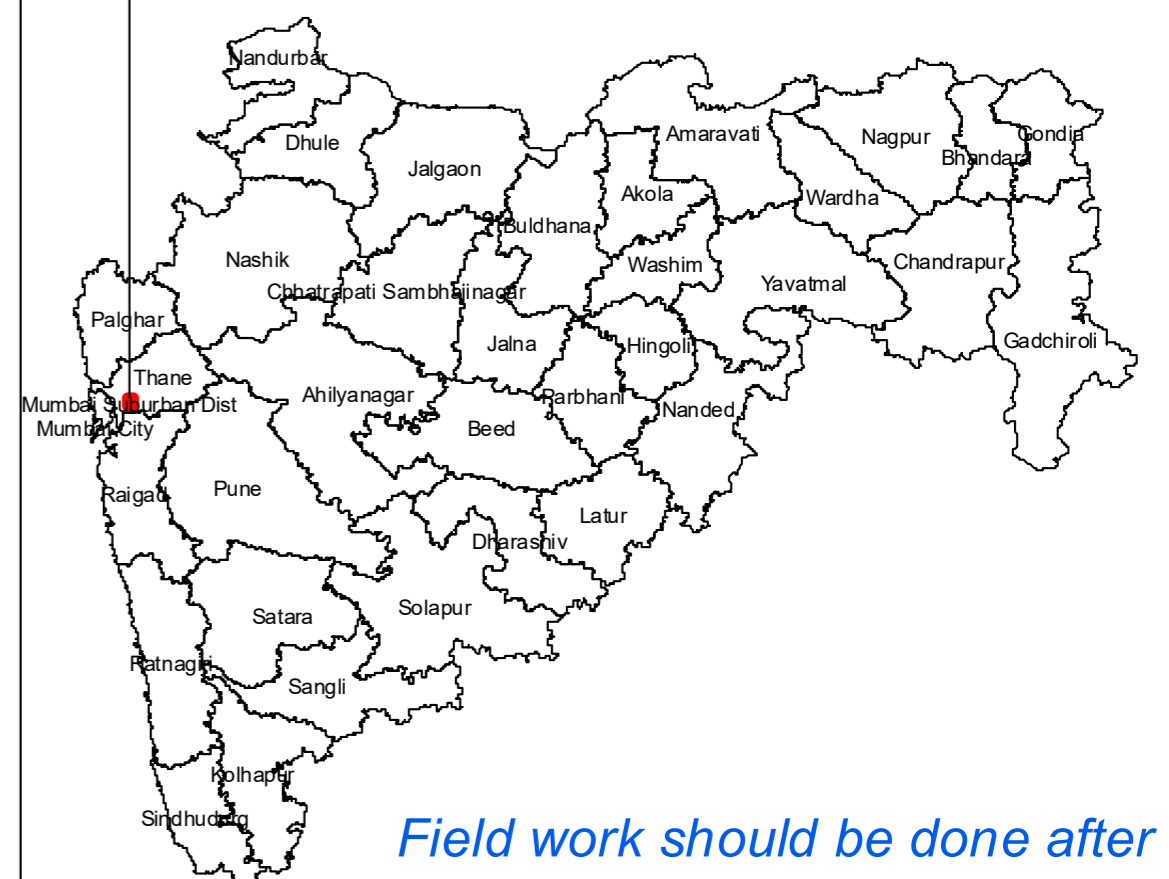 Nandurbar
Dhule
Jalgaon
Amaravati
Nagpur
Bhandara
Gondia
Akola
Wardha
Buldhana
Nashik
Washim
Chandrapur
Yavatmal
Chhatrapati Sambhajinagar
Palghar
Jalna
Hingoli
Gadchiroli
Thane
Ahilyanagar
Parbhani
Nanded
Mumbai Suburban Dist
Mumbai City
Beed
Raigad
Pune
Latur
Dharashiv
Satara
Solapur
Ratnagiri
Sangli
Kolhapur
Sindhudurg
Field work should be done after